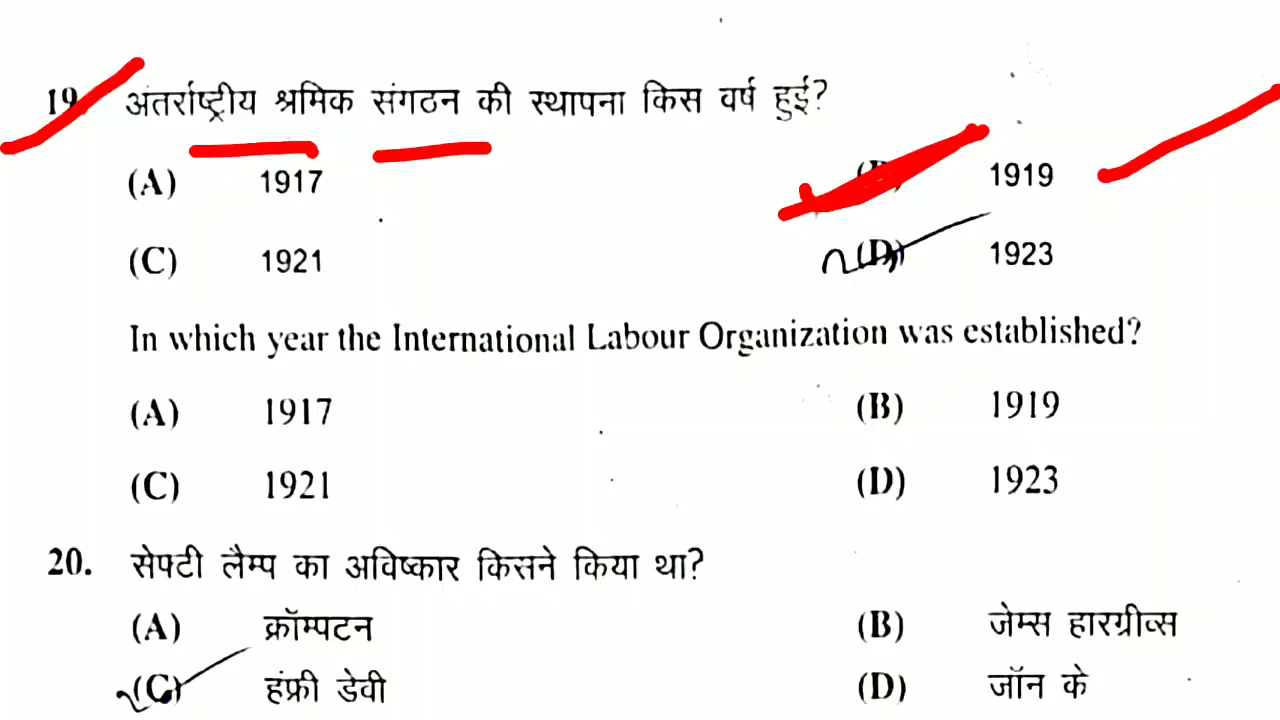 19. अंतर्राष्ट्रीय श्रमिक संगठन की स्थापना किस वर्ष हुई?
(A) 1917 (B) 1919
(C) 1921 (D) 1923
In which year the International Labour Organization was established?
(A) 1917 (B) 1919
(C) 1921 (D) 1923
20. सेफ्टी लैम्प का अविष्कार किसने किया था?
(A) क्रॉम्पटन (B) जेम्स हारग्रीव्स
(C) हंफ्री डेवी (D) जॉन के